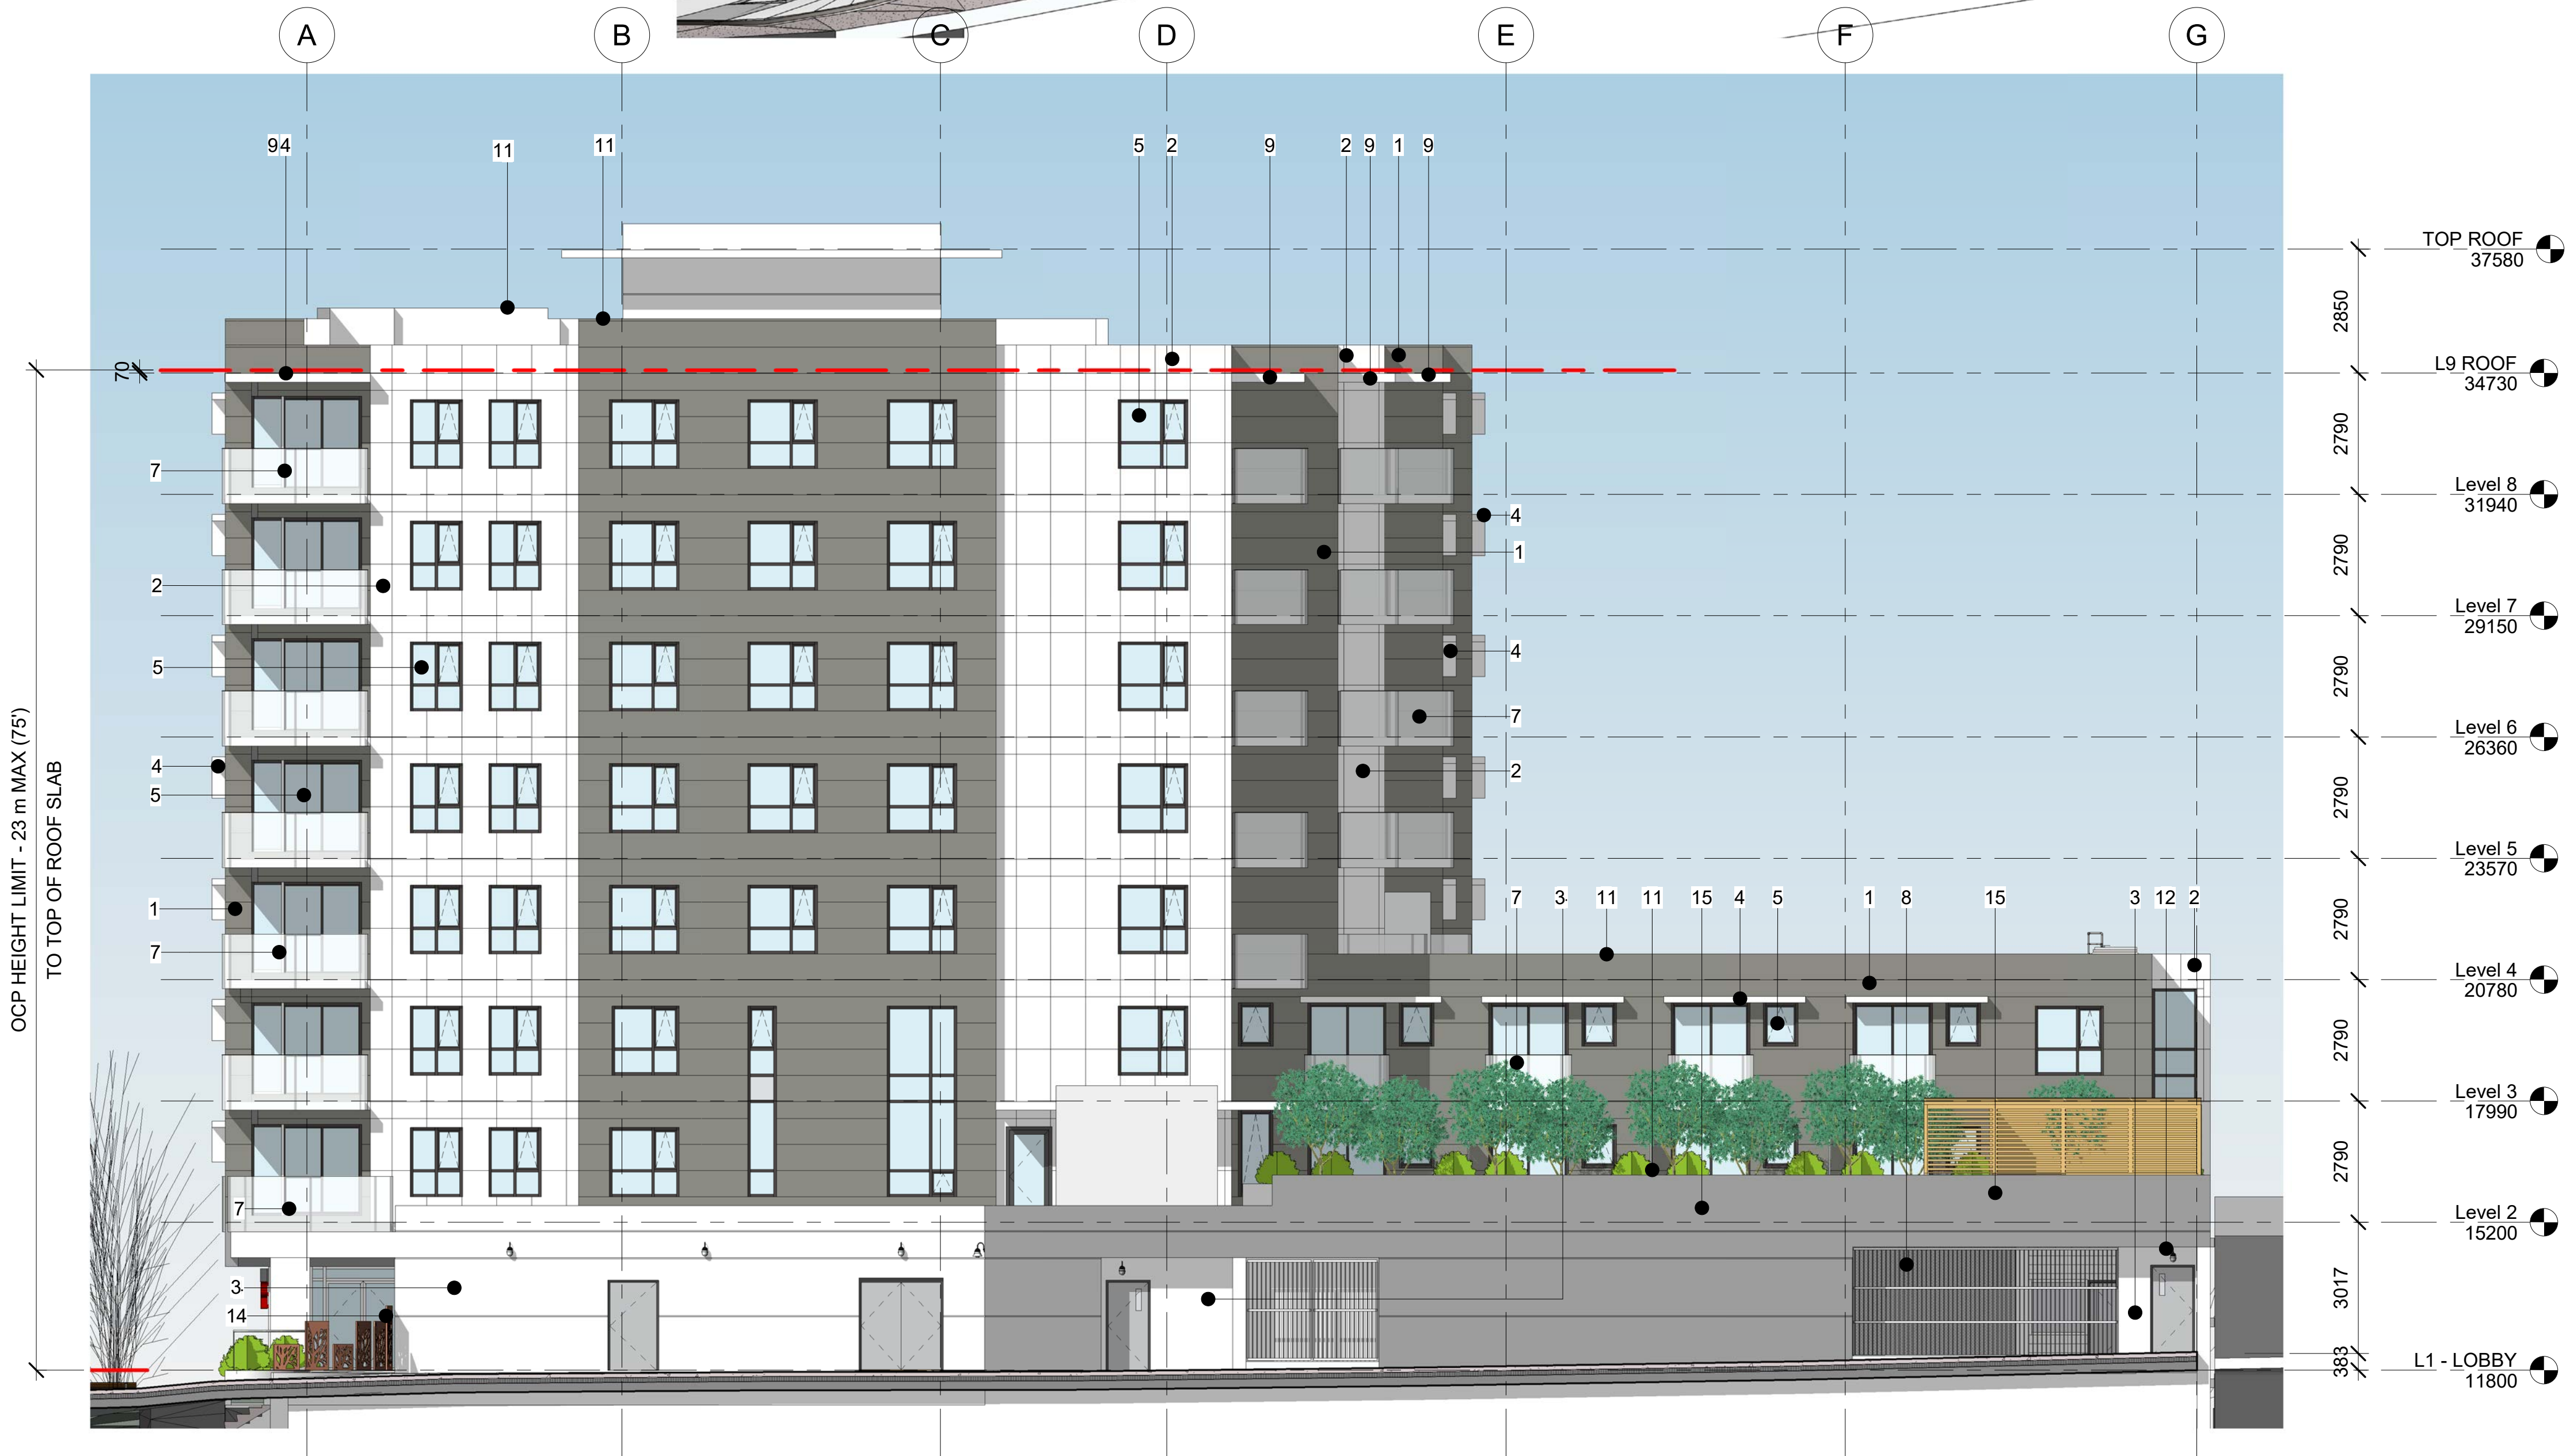 A B C D E F G
94 11 11 5 2 9 2 9 1 9
TOP ROOF
37580
2850
70
L9 ROOF
34730
2790
7
Level 8
31940
4
1
2790
2
Level 7
29150
4
5
2790
7
Level 6
26360
4
2
5
2790
Level 5
23570
OCP HEIGHT LIMIT - 23 m MAX (75')
TO TOP OF ROOF SLAB
7 3 11 11 15 4 5 1 8 15 3 12 2
1
2790
7
Level 4
20780
2790
Level 3
17990
2790
7
Level 2
15200
3
3017
14
383
L1 - LOBBY
11800